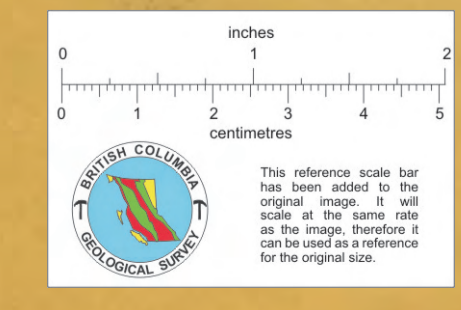 inches
0 1 2
0 1 2 3 4 5
centimetres
BRITISH COLUMBIA
GEOLOGICAL SURVEY
This reference scale bar
has been added to the
original image. It will
scale at the same rate
as the image, therefore it
can be used as a reference
for the original size.